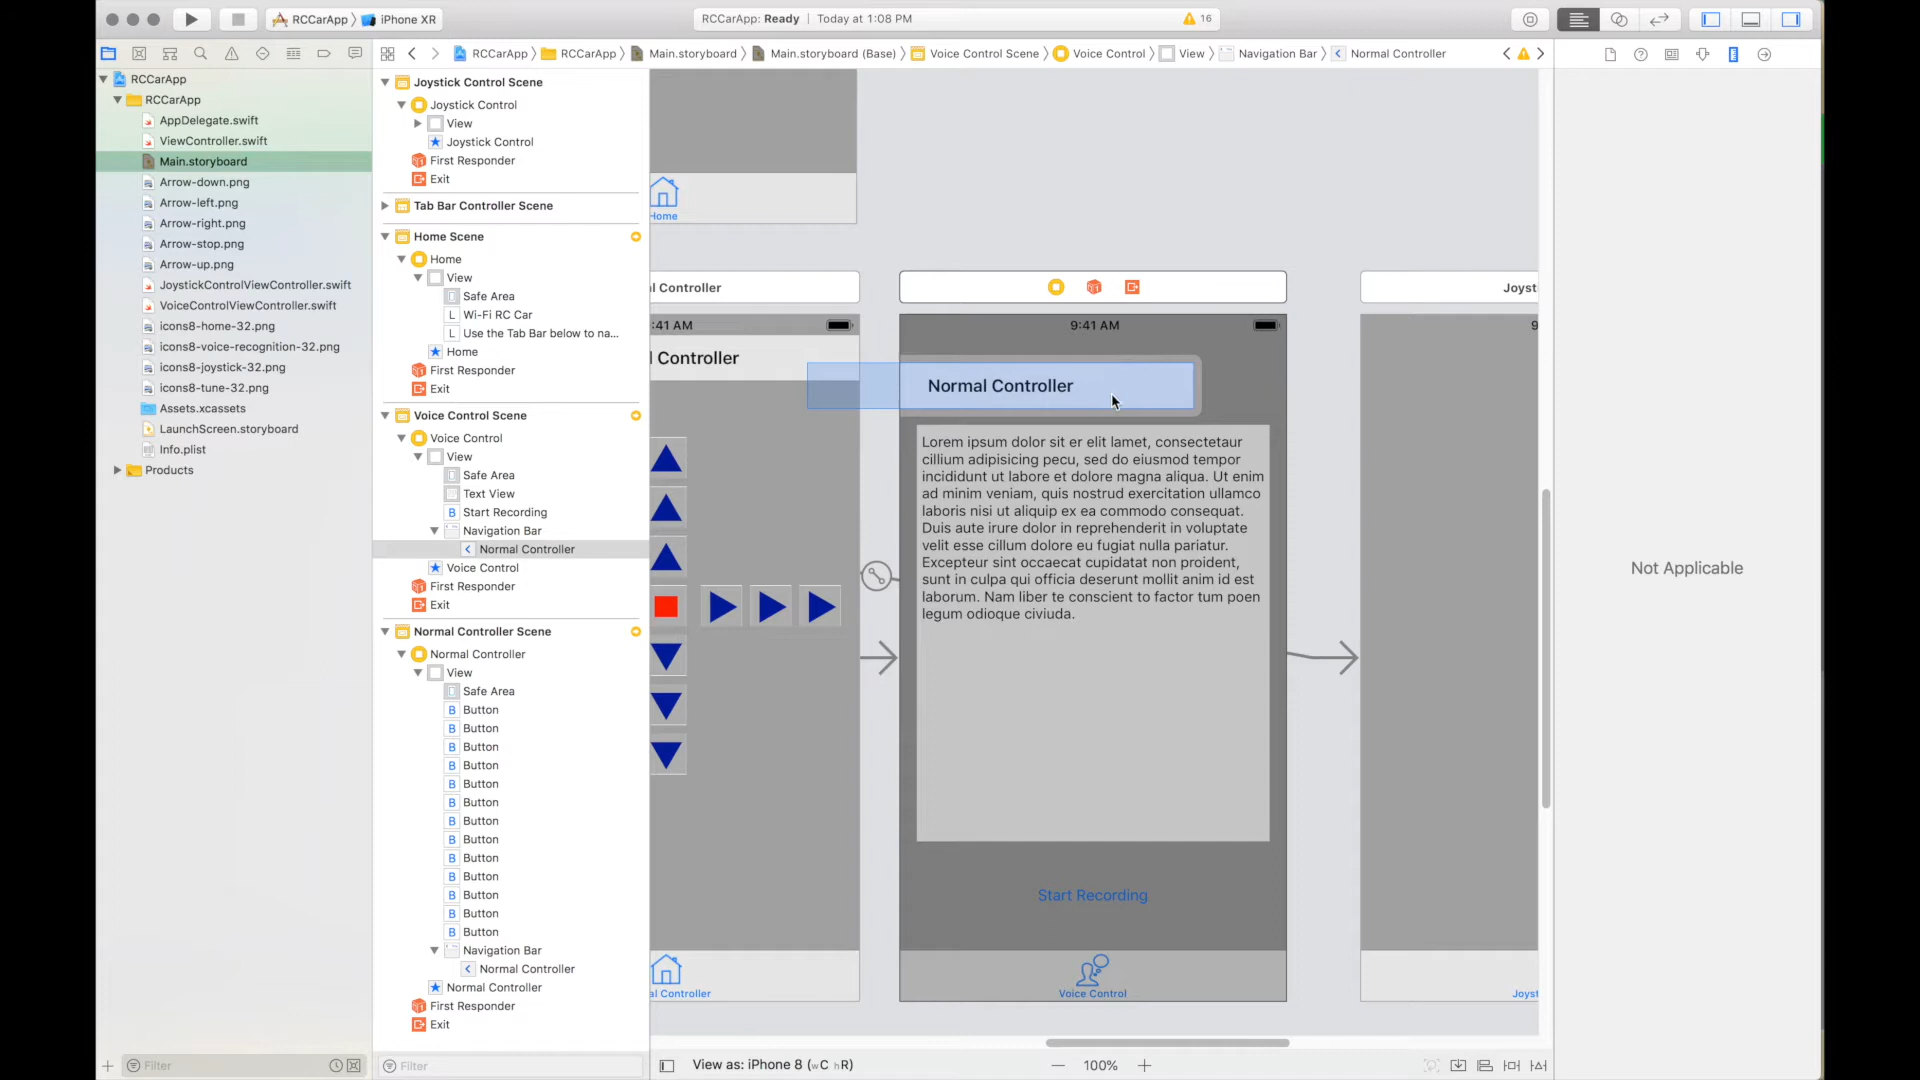 RCCarApp
iPhone XR
RCCarApp: Ready
Today at 1:08 PM
16
RCCarApp
RCCarApp
Main.storyboard
Main.storyboard (Base)
Voice Control Scene
Voice Control
View
Navigation Bar
Normal Controller
RCCarApp
RCCarApp
AppDelegate.swift
ViewController.swift
Main.storyboard
Arrow-down.png
Arrow-left.png
Arrow-right.png
Arrow-stop.png
Arrow-up.png
JoystickControlViewController.swift
VoiceControlViewController.swift
icons8-home-32.png
icons8-voice-recognition-32.png
icons8-joystick-32.png
icons8-tune-32.png
Assets.xcassets
LaunchScreen.storyboard
Info.plist
Products
Filter
Joystick Control Scene
Joystick Control
View
Joystick Control
First Responder
Exit
Tab Bar Controller Scene
Home Scene
Home
View
Safe Area
L Wi-Fi RC Car
L Use the Tab Bar below to na...
Home
First Responder
Exit
Voice Control Scene
Voice Control
View
Safe Area
Text View
B Start Recording
Navigation Bar
Normal Controller
Voice Control
First Responder
Exit
Normal Controller Scene
Normal Controller
View
Safe Area
B Button
B Button
B Button
B Button
B Button
B Button
B Button
B Button
B Button
B Button
B Button
B Button
B Button
Navigation Bar
Normal Controller
Normal Controller
First Responder
Exit
Filter
Home
l Controller
:41 AM
l Controller
al Controller
9:41 AM
Normal Controller
Lorem ipsum dolor sit er elit lamet, consectetaur
cillium adipisicing pecu, sed do eiusmod tempor
incididunt ut labore et dolore magna aliqua. Ut enim
ad minim veniam, quis nostrud exercitation ullamco
laboris nisi ut aliquip ex ea commodo consequat.
Duis aute irure dolor in reprehenderit in voluptate
velit esse cillum dolore eu fugiat nulla pariatur.
Excepteur sint occaecat cupidatat non proident,
sunt in culpa qui officia deserunt mollit anim id est
laborum. Nam liber te conscient to factor tum poen
legum odioque civiuda.
Start Recording
Voice Control
Joyst
9
Joyst
View as: iPhone 8 (wC hR)
100%
Not Applicable